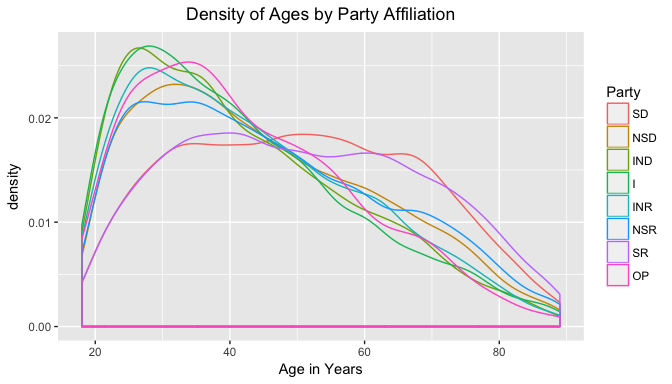 Density of Ages by Party Affiliation
density
0.02
0.01
0.00
20
40
60
80
Age in Years
Party
SD
NSD
IND
I
INR
NSR
SR
OP